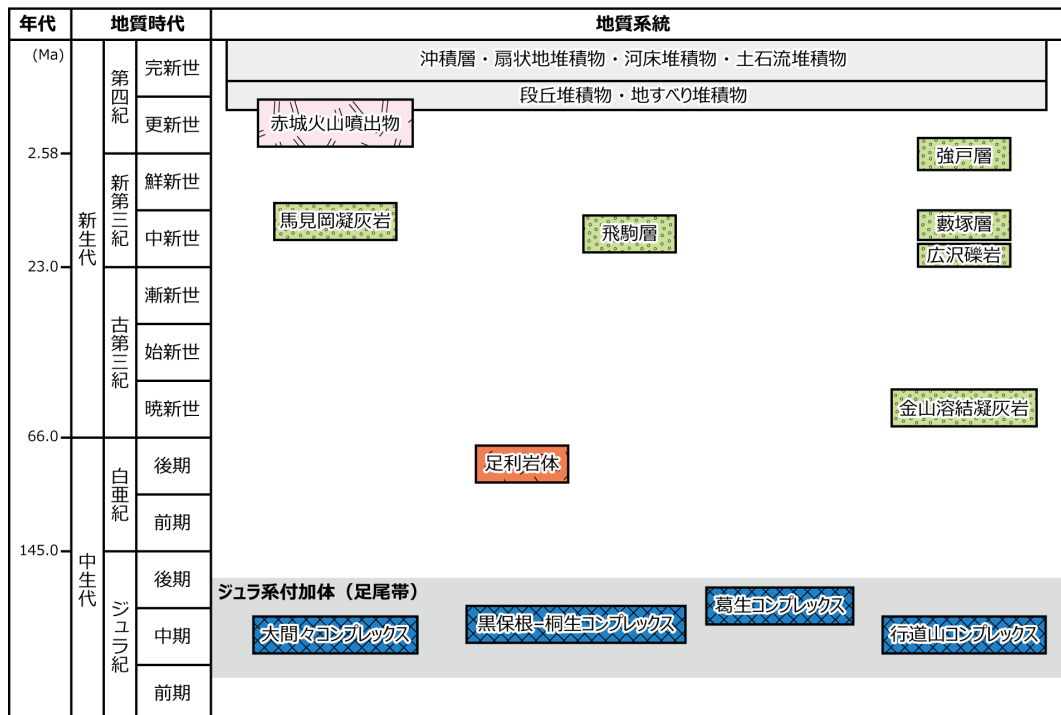 年代
地質時代
地質系統
(Ma)
新生代
第四紀
完新世
沖積層・扇状地堆積物・河床堆積物・土石流堆積物
段丘堆積物・地すべり堆積物
更新世
赤城火山噴出物
強戸層
2.58
新第三紀
鮮新世
馬見岡凝灰岩
中新世
飛駒層
藪塚層
広沢礫岩
23.0
古第三紀
漸新世
始新世
暁新世
金山溶結凝灰岩
66.0
中生代
白亜紀
後期
足利岩体
前期
145.0
ジュラ紀
後期
ジュラ系付加体（足尾帯）
葛生コンプレックス
中期
大間々コンプレックス
黒保根−桐生コンプレックス
行道山コンプレックス
前期